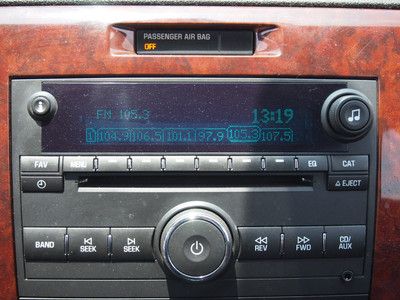 PASSENGER AIR BAG
OFF
FM 105.3 13:19
1 104.9 106.5 101.1 97.9 105.3 107.5
FAV MENU EQ CAT
EJECT
BAND SEEK SEEK REV FWD CD/AUX